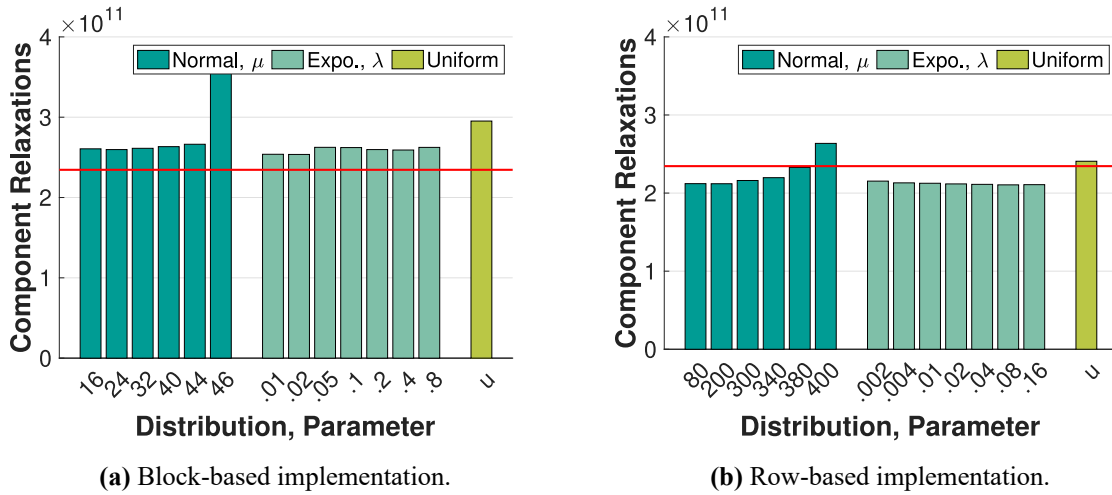 ×10^11
Normal, μ Expo., λ Uniform
Component Relaxations
4
3
2
1
0
16 24 32 40 44 46 .01 .02 .05 .1 .2 .4 .8 u
Distribution, Parameter
(a) Block-based implementation.
×10^11
Normal, μ Expo., λ Uniform
Component Relaxations
4
3
2
1
0
80 200 300 340 380 400 .002 .004 .01 .02 .04 .08 .16 u
Distribution, Parameter
(b) Row-based implementation.